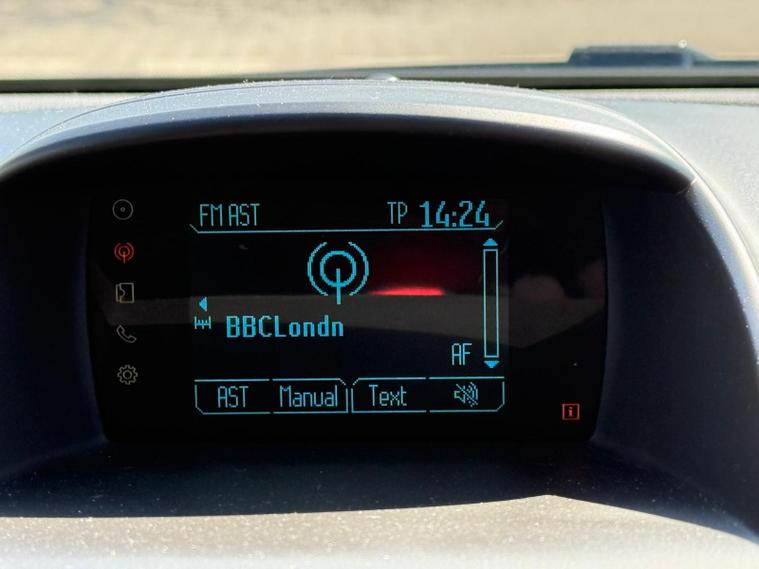 FM AST TP 14:24
BBCLondn
AF
AST Manual Text
i